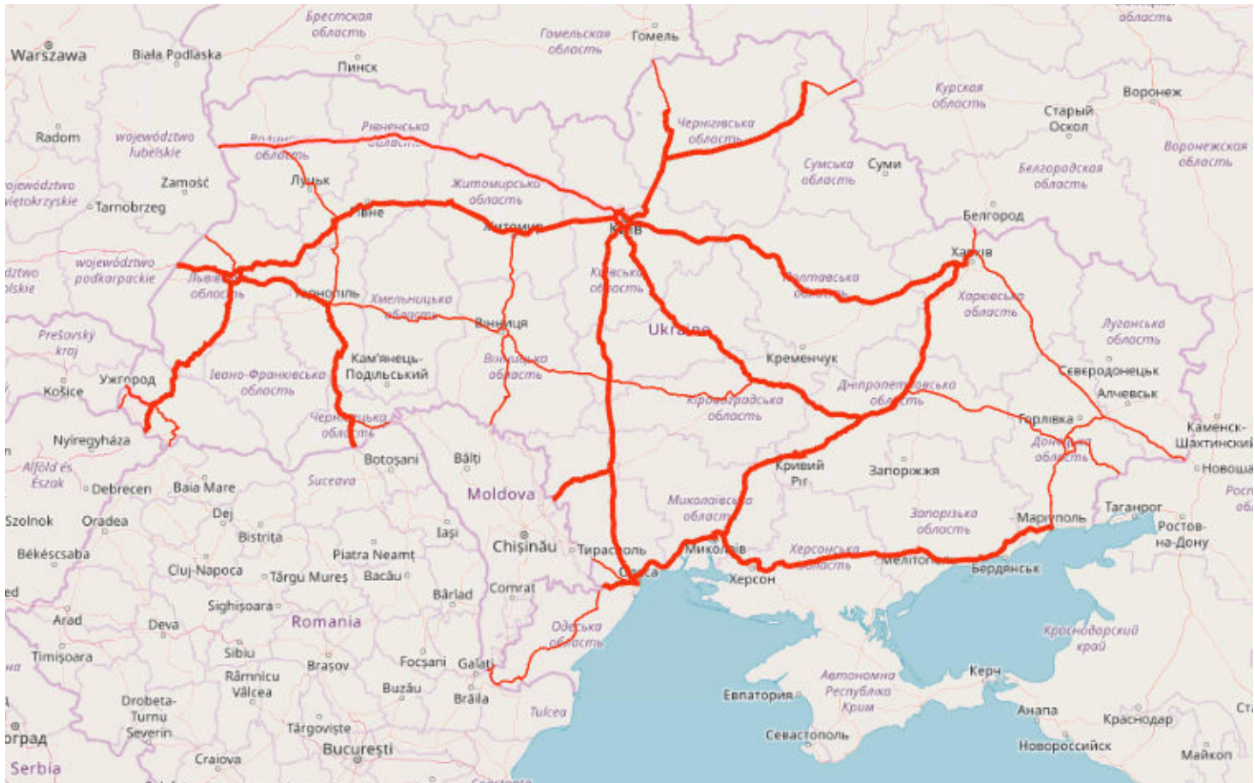 Брестская
область
Гомельская
область
Гомель
область
Warszawa
Biała Podlaska
Пинск
Курская
область
Воронеж
Старый
Оскол
Radom
województwo
lubelskie
Рівненська
область
область
Чернігівська
область
Воронежская
область
Белгородская
область
Сумська
область
Суми
Zamość
Луцьк
Житомирська
область
Tarnobrzeg
Рівне
Житомир
Київ
Белгород
Харків
województwo
podkarpackie
Львівська
область
Тернопіль
Хмельницька
область
Київська
область
Полтавська
область
Харківська
область
Луганська
область
Prešovský
kraj
Вінниця
Ukraine
Košice
Ужгород
Івано-Франківська
область
Кам'янець-
Подільський
Вінницька
область
Кременчук
Сєвєродонецьк
Алчевськ
Дніпропетровська
область
Кіровоградська
область
Горлівка
Донецька
область
Каменск-
Шахтинский
Nyíregyháza
Чернівецька
область
Botoșani
Bălți
Кривий
Ріг
Запоріжжя
Alföld és
Észak
Debrecen
Baia Mare
Suceava
Moldova
Миколаївська
область
Запорізька
область
Маріуполь
Таганрог
Ростов-
на-Дону
Szolnok
Oradea
Dej
Bistrița
Iași
Chișinău
Тирасполь
Миколаїв
Херсонська
область
Békéscsaba
Piatra Neamț
Cluj-Napoca
Târgu Mureș
Bacău
Comrat
Одеса
Херсон
Мелітополь
Бердянськ
Arad
Sighișoara
Bârlad
Deva
Romania
Одеська
область
Краснодарский
край
Timișoara
Sibiu
Brașov
Focșani
Galați
Râmnicu
Vâlcea
Buzău
Brăila
Евпатория
Автономна
Республіка
Крим
Керч
Drobeta-
Turnu
Severin
Târgoviște
Tulcea
Севастополь
Анапа
Краснодар
București
Новороссийск
Майкоп
Serbia
Craiova